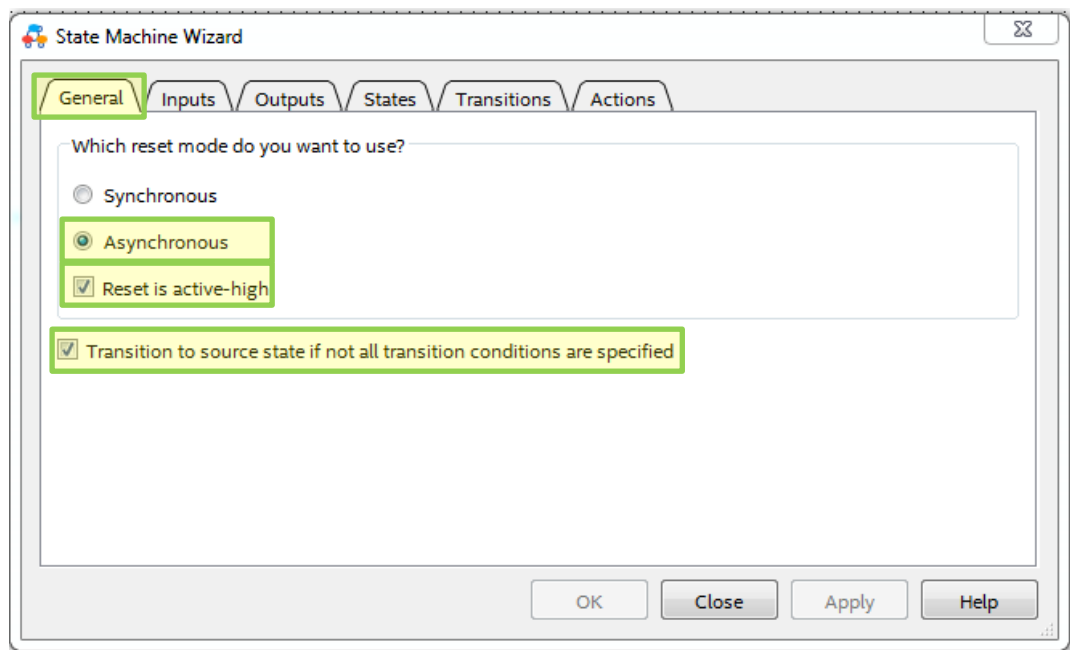 State Machine Wizard
General Inputs Outputs States Transitions Actions
Which reset mode do you want to use?
Synchronous
Asynchronous
Reset is active-high
Transition to source state if not all transition conditions are specified
OK Close Apply Help